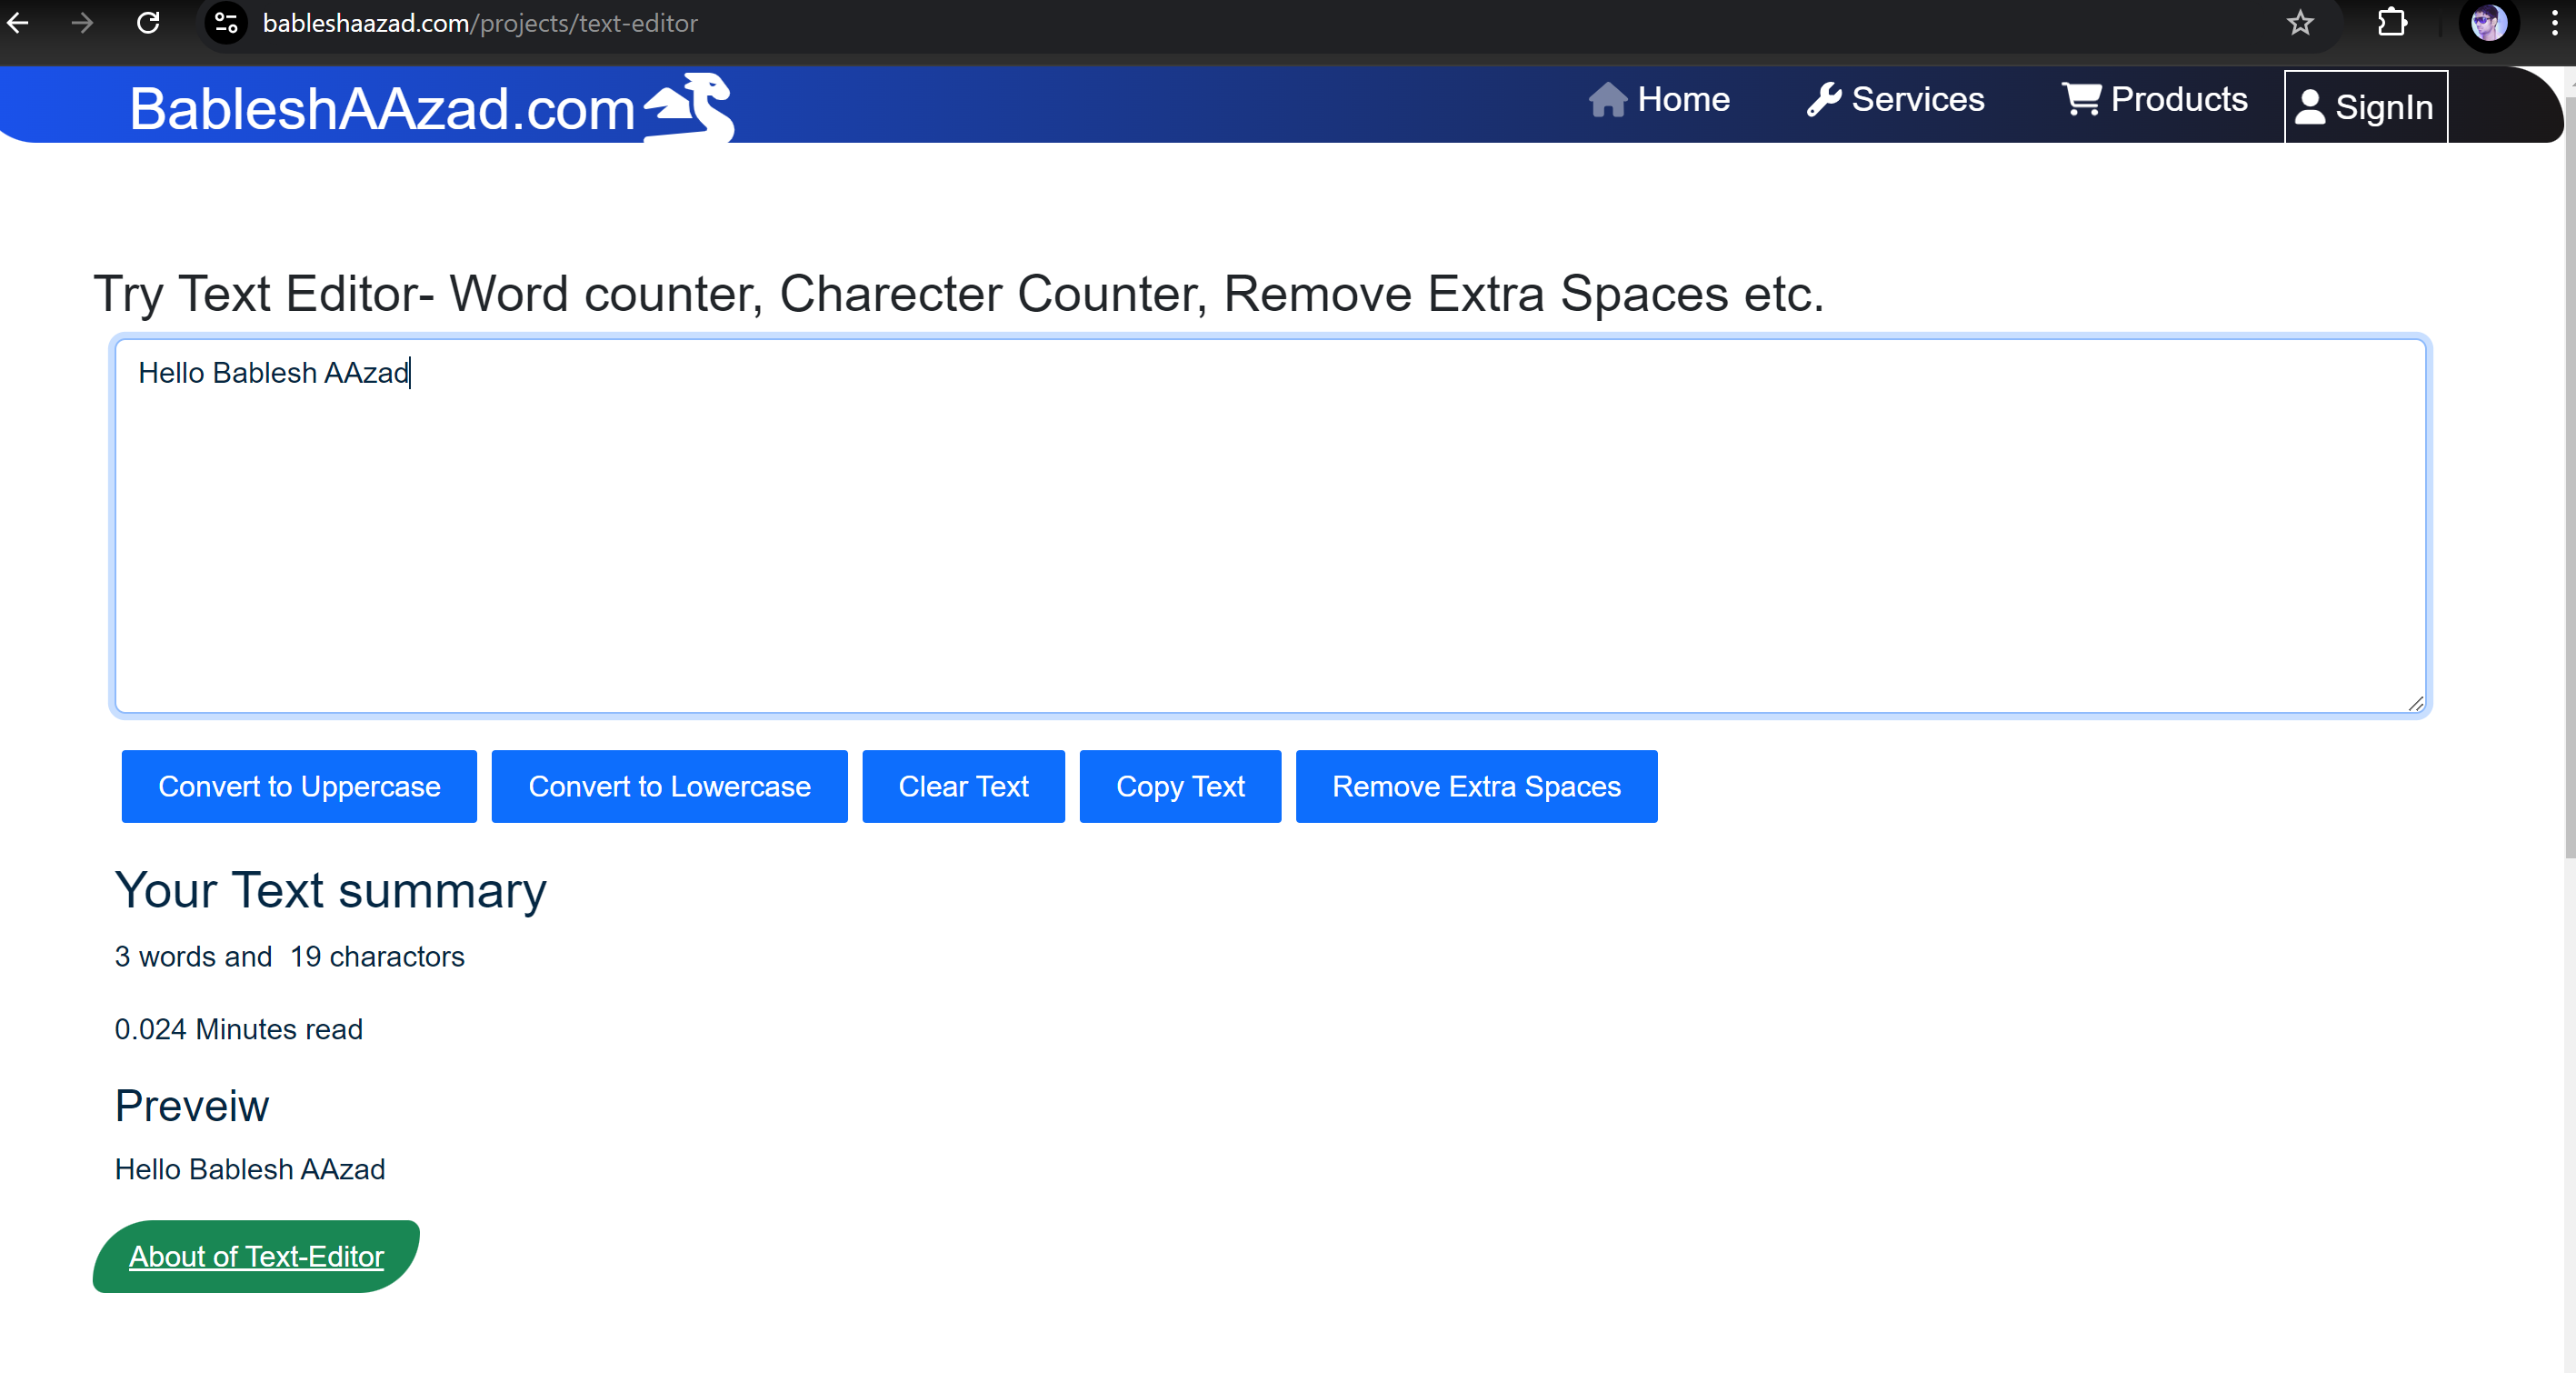 bableshaazad.com/projects/text-editor
BableshAAzad.com Home Services Products SignIn
Try Text Editor- Word counter, Charecter Counter, Remove Extra Spaces etc.
Hello Bablesh AAzad
Convert to Uppercase Convert to Lowercase Clear Text Copy Text Remove Extra Spaces
Your Text summary
3 words and 19 charactors
0.024 Minutes read
Preveiw
Hello Bablesh AAzad
About of Text-Editor